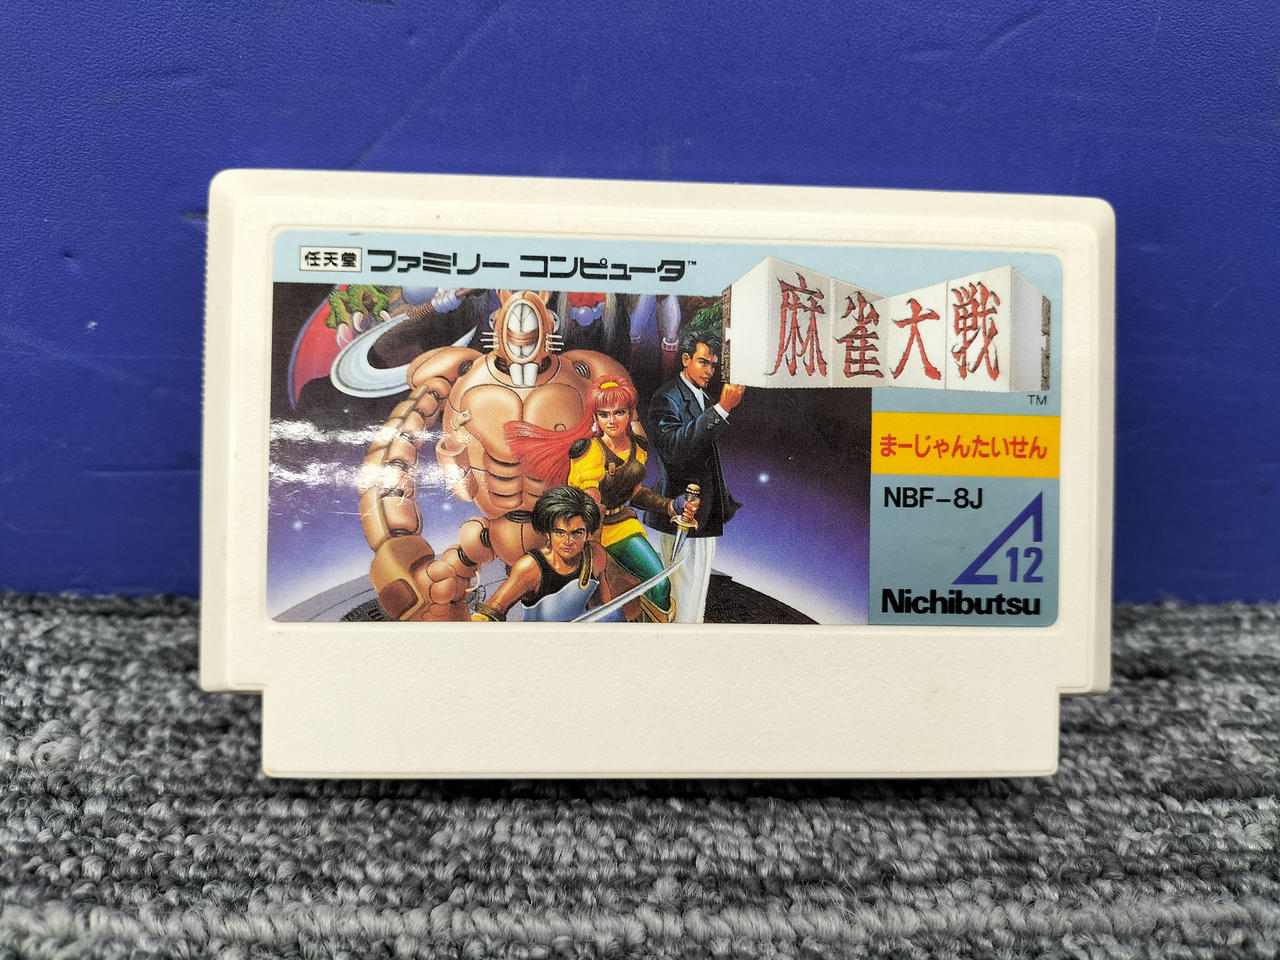 任天堂 ファミリー コンピュータ™
麻雀大戦
TM
まーじゃんたいせん
NBF-8J
12
Nichibutsu